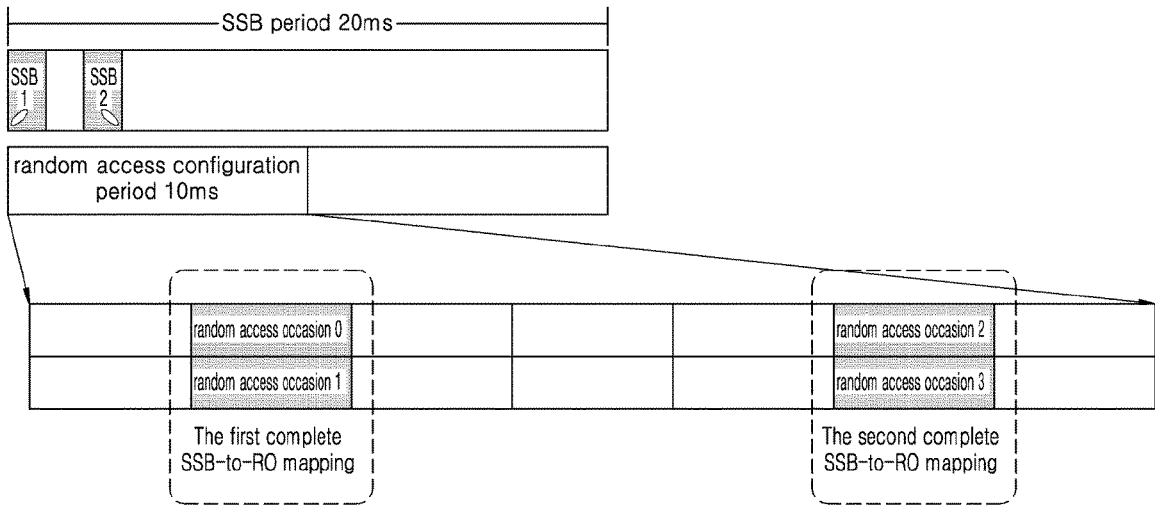 SSB period 20ms
SSB
1
SSB
2
random access configuration
period 10ms
random access occasion 0
random access occasion 2
random access occasion 1
random access occasion 3
The first complete
SSB-to-RO mapping
The second complete
SSB-to-RO mapping